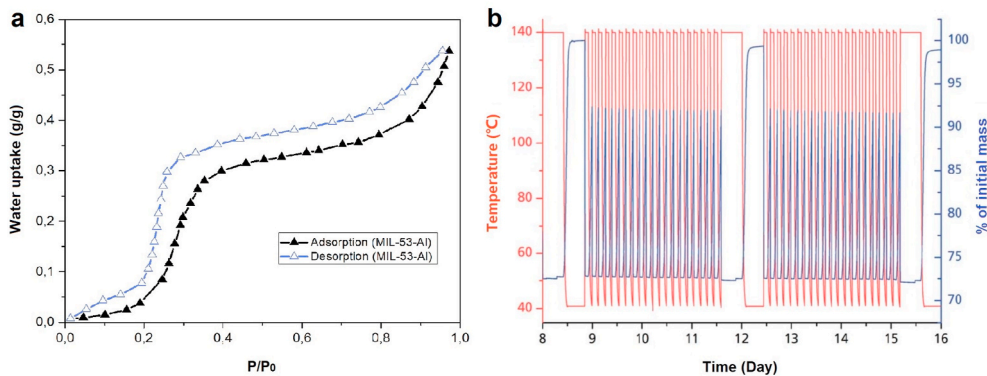 a
Water uptake (g/g)
0,6
0,5
0,4
0,3
0,2
0,1
0,0
Adsorption (MIL-53-Al)
Desorption (MIL-53-Al)
0,0 0,2 0,4 0,6 0,8 1,0
P/P0
b
Temperature (℃)
140
120
100
80
60
40
% of initial mass
100
95
90
85
80
75
70
8 9 10 11 12 13 14 15 16
Time (Day)